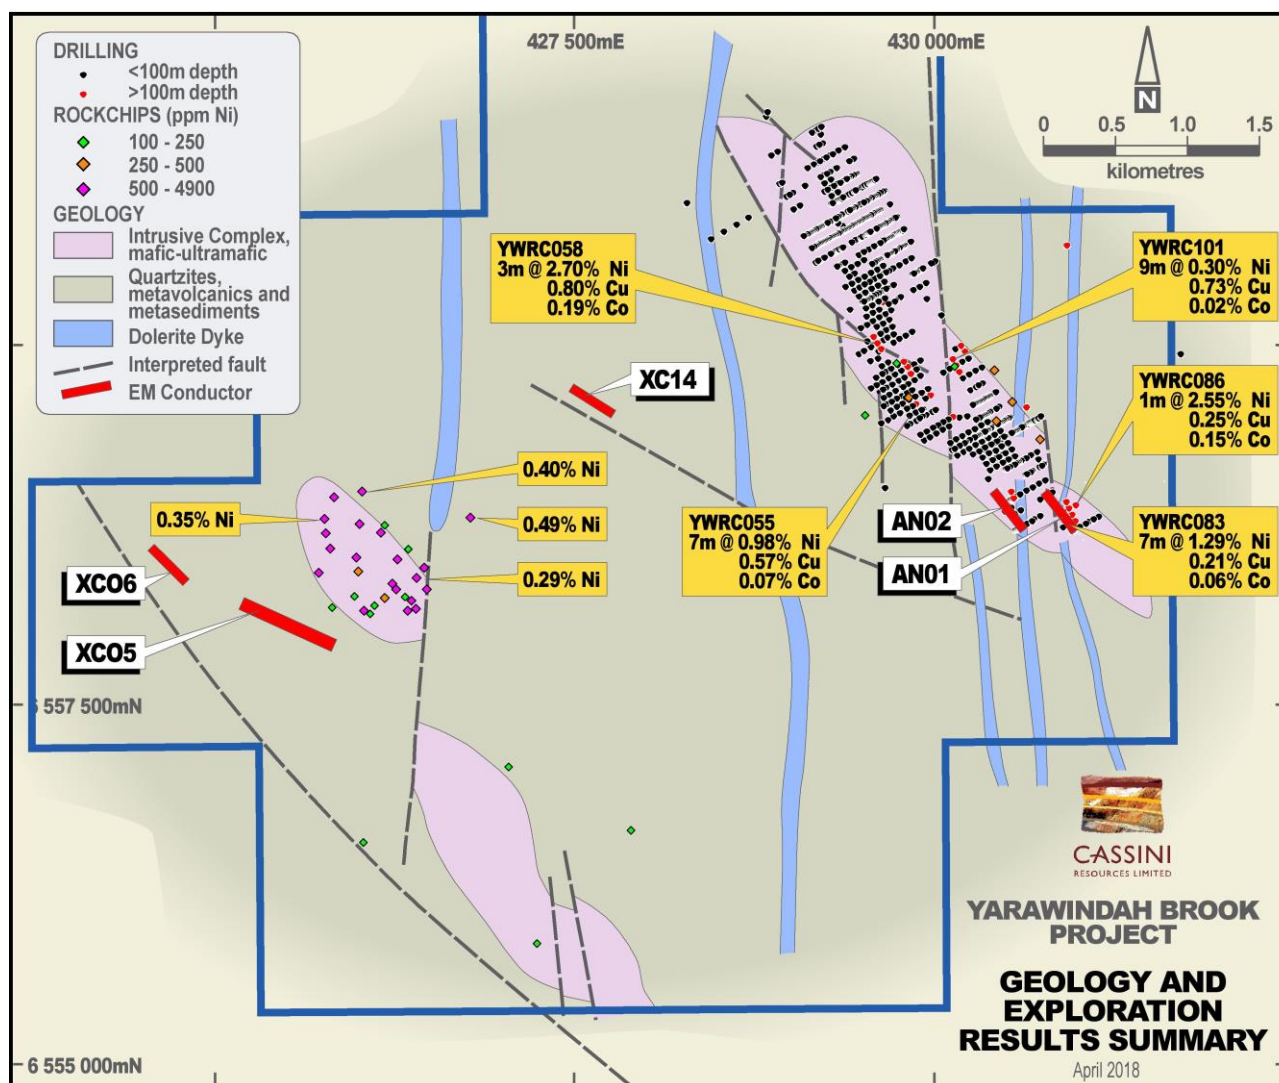 427 500mE
430 000mE
DRILLING
<100m depth
>100m depth
ROCKCHIPS (ppm Ni)
100 - 250
250 - 500
500 - 4900
GEOLOGY
Intrusive Complex,
mafic-ultramafic
Quartzites,
metavolcanics and
metasediments
Dolerite Dyke
Interpreted fault
EM Conductor
N
0 0.5 1.0 1.5
kilometres
YWRC058
3m @ 2.70% Ni
0.80% Cu
0.19% Co
YWRC101
9m @ 0.30% Ni
0.73% Cu
0.02% Co
XC14
YWRC086
1m @ 2.55% Ni
0.25% Cu
0.15% Co
0.40% Ni
0.35% Ni
0.49% Ni
0.29% Ni
YWRC055
7m @ 0.98% Ni
0.57% Cu
0.07% Co
AN02
AN01
YWRC083
7m @ 1.29% Ni
0.21% Cu
0.06% Co
XCO6
XCO5
6 557 500mN
CASSINI
RESOURCES LIMITED
YARAWINDAH BROOK
PROJECT
GEOLOGY AND
EXPLORATION
RESULTS SUMMARY
April 2018
6 555 000mN